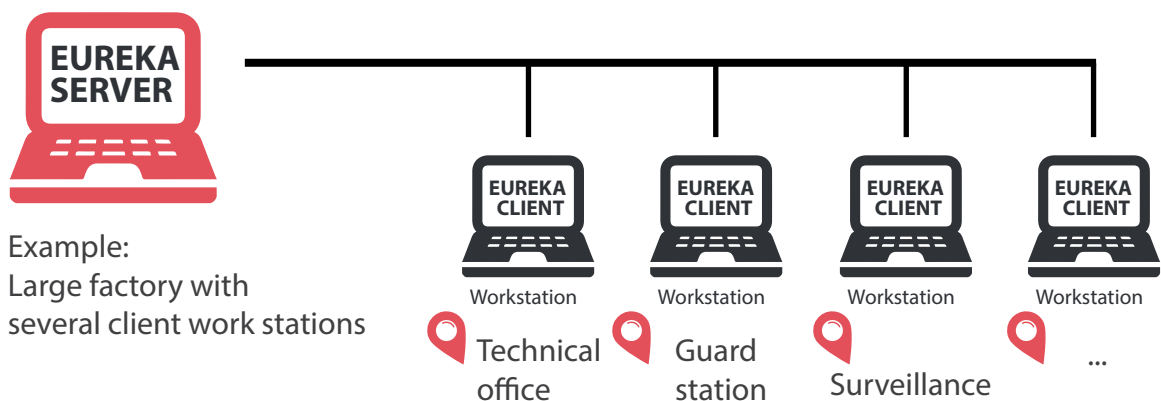 EUREKA
SERVER
Example:
Large factory with
several client work stations
EUREKA
CLIENT
Workstation
Technical
office
EUREKA
CLIENT
Workstation
Guard
station
EUREKA
CLIENT
Workstation
Surveillance
EUREKA
CLIENT
Workstation
...